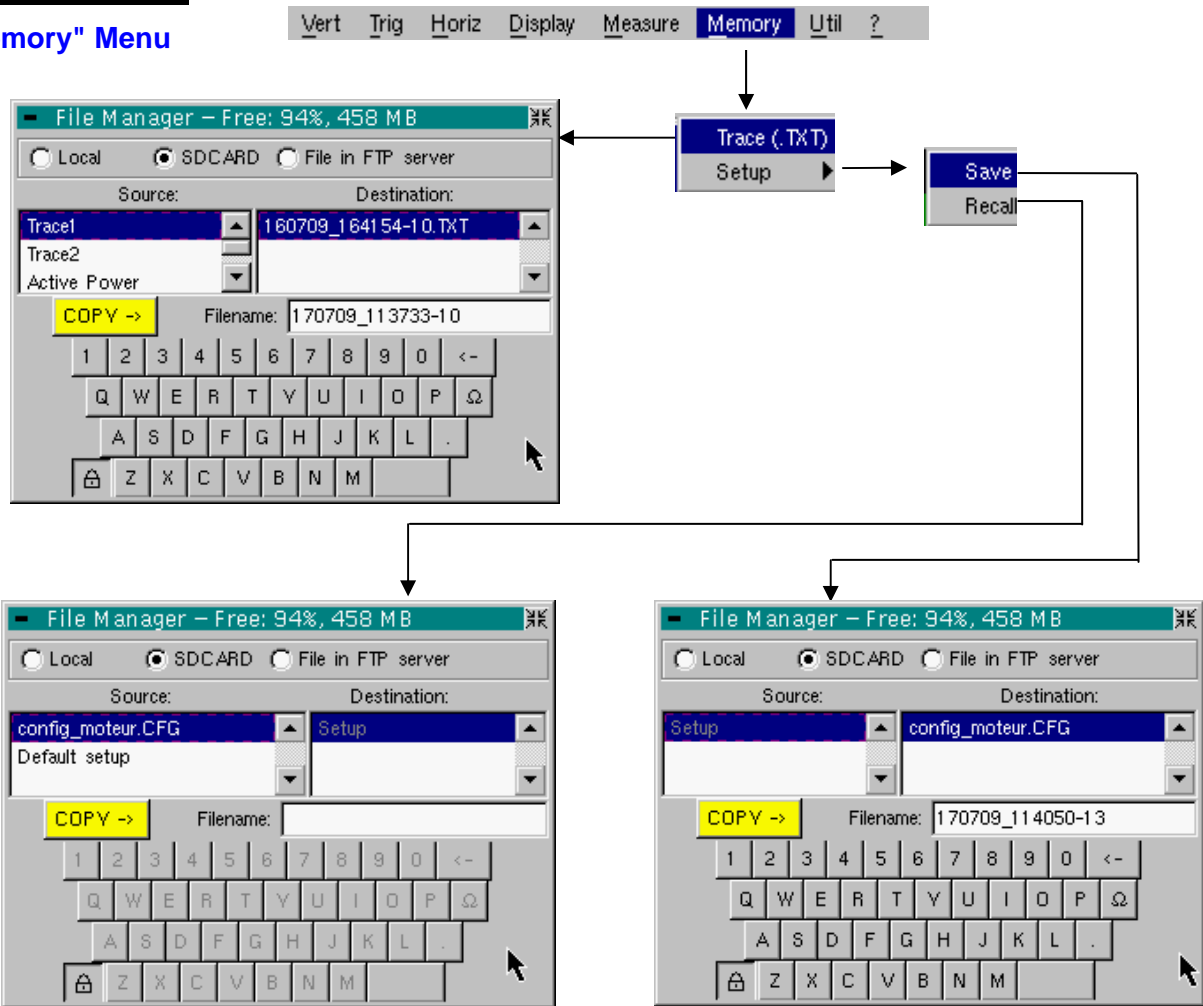 mory" Menu
Vert Trig Horiz Display Measure Memory Util ?
Trace (.TXT)
Setup
Save
Recall
File Manager – Free: 94%, 458 MB
Local SDCARD File in FTP server
Source: Destination:
Trace1 160709_164154-10.TXT
Trace2
Active Power
COPY -> Filename: 170709_113733-10
1 2 3 4 5 6 7 8 9 0 <-
Q W E R T Y U I O P Ω
A S D F G H J K L .
Z X C V B N M
File Manager – Free: 94%, 458 MB
Local SDCARD File in FTP server
Source: Destination:
config_moteur.CFG Setup
Default setup
COPY -> Filename:
1 2 3 4 5 6 7 8 9 0 <-
Q W E R T Y U I O P Ω
A S D F G H J K L .
Z X C V B N M
File Manager – Free: 94%, 458 MB
Local SDCARD File in FTP server
Source: Destination:
Setup config_moteur.CFG
COPY -> Filename: 170709_114050-13
1 2 3 4 5 6 7 8 9 0 <-
Q W E R T Y U I O P Ω
A S D F G H J K L .
Z X C V B N M